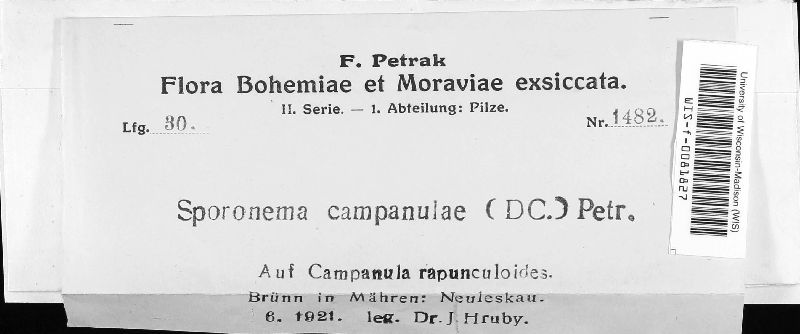 F. Petrak
Flora Bohemiae et Moraviae exsiccata.
II. Serie. — 1. Abteilung: Pilze.
Lfg. 30.
Nr. 1482.
Sporonema campanulae (DC.) Petr.
Auf Campanula rapunculoides.
Brünn in Mähren: Neuleskau.
6. 1921. leg. Dr. J. Hruby.
University of Wisconsin-Madison (WIS)
WIS-f-0081827